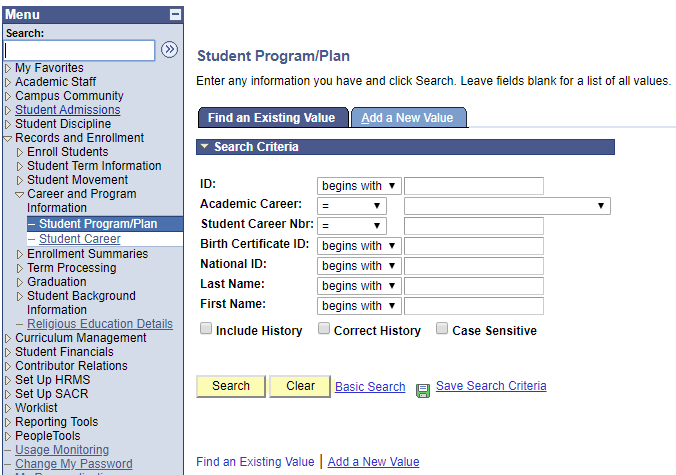 Menu
Search:
My Favorites
Academic Staff
Campus Community
Student Admissions
Student Discipline
Records and Enrollment
Enroll Students
Student Term Information
Student Movement
Career and Program
Information
Student Program/Plan
Student Career
Enrollment Summaries
Term Processing
Graduation
Student Background
Information
Religious Education Details
Curriculum Management
Student Financials
Contributor Relations
Set Up HRMS
Set Up SACR
Worklist
Reporting Tools
PeopleTools
Usage Monitoring
Change My Password
Student Program/Plan
Enter any information you have and click Search. Leave fields blank for a list of all values.
Find an Existing Value Add a New Value
Search Criteria
ID: begins with
Academic Career: =
Student Career Nbr: =
Birth Certificate ID: begins with
National ID: begins with
Last Name: begins with
First Name: begins with
Include History Correct History Case Sensitive
Search Clear Basic Search Save Search Criteria
Find an Existing Value | Add a New Value